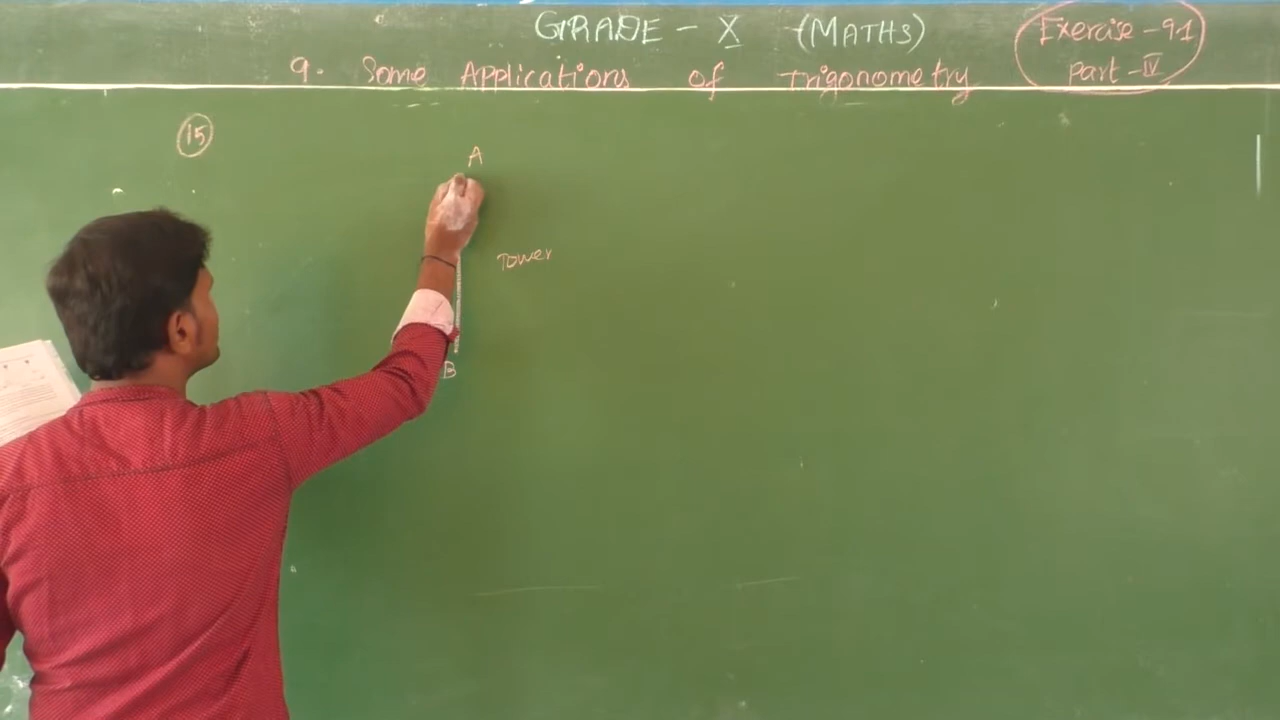 GRADE - X (MATHS)
Exercise - 9.1
9. Some Applications of Trigonometry
part - IV
15
A
Tower
B